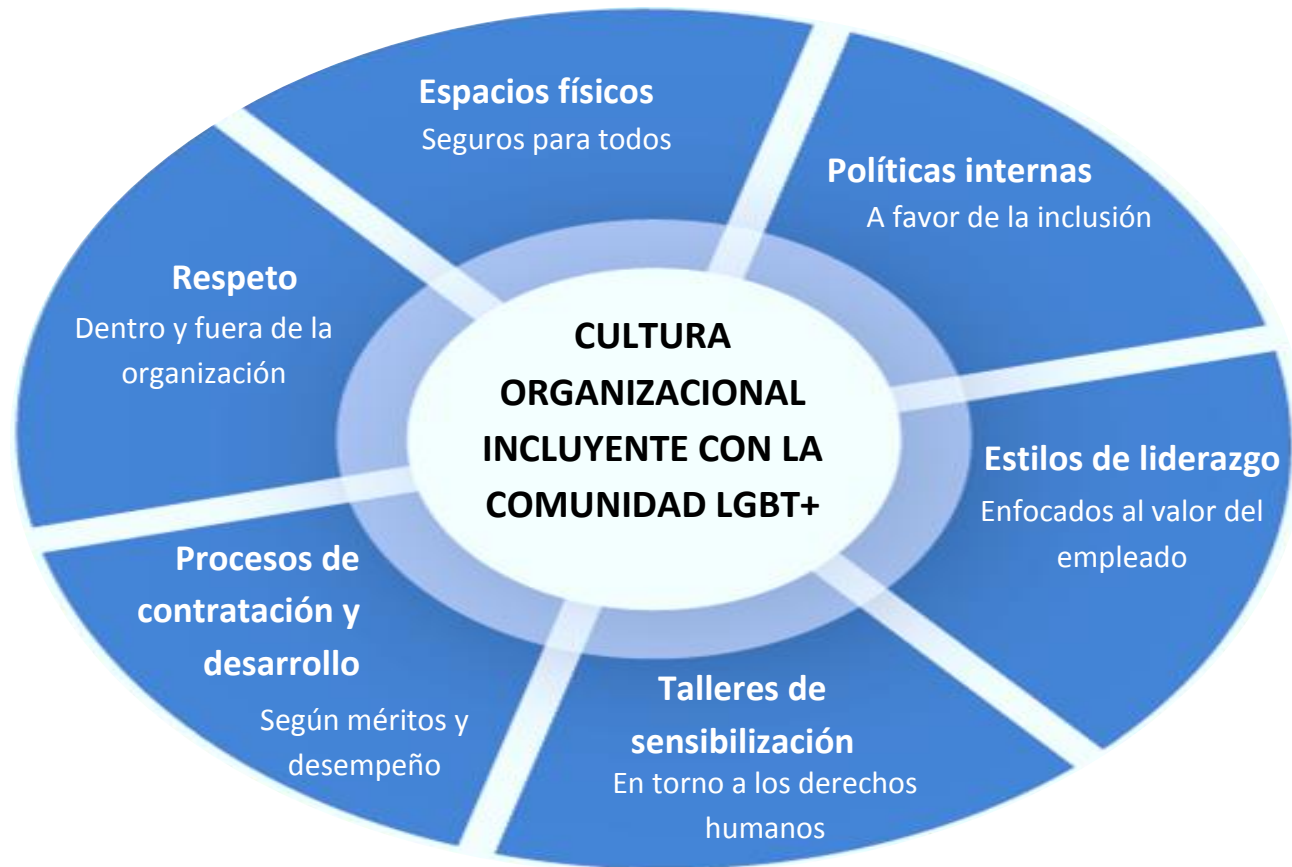 Espacios físicos
Seguros para todos
Políticas internas
A favor de la inclusión
Respeto
Dentro y fuera de la
organización
CULTURA
ORGANIZACIONAL
INCLUYENTE CON LA
COMUNIDAD LGBT+
Estilos de liderazgo
Enfocados al valor del
empleado
Procesos de
contratación y
desarrollo
Según méritos y
desempeño
Talleres de
sensibilización
En torno a los derechos
humanos